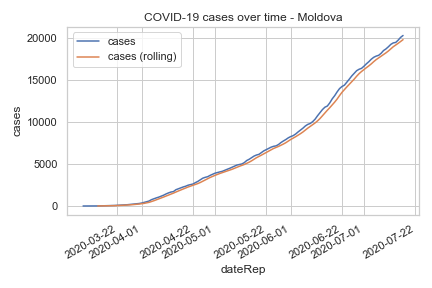 COVID-19 cases over time - Moldova
cases
cases (rolling)
20000
15000
10000
5000
0
cases
2020-03-22
2020-04-01
2020-04-22
2020-05-01
2020-05-22
2020-06-01
2020-06-22
2020-07-01
2020-07-22
dateRep